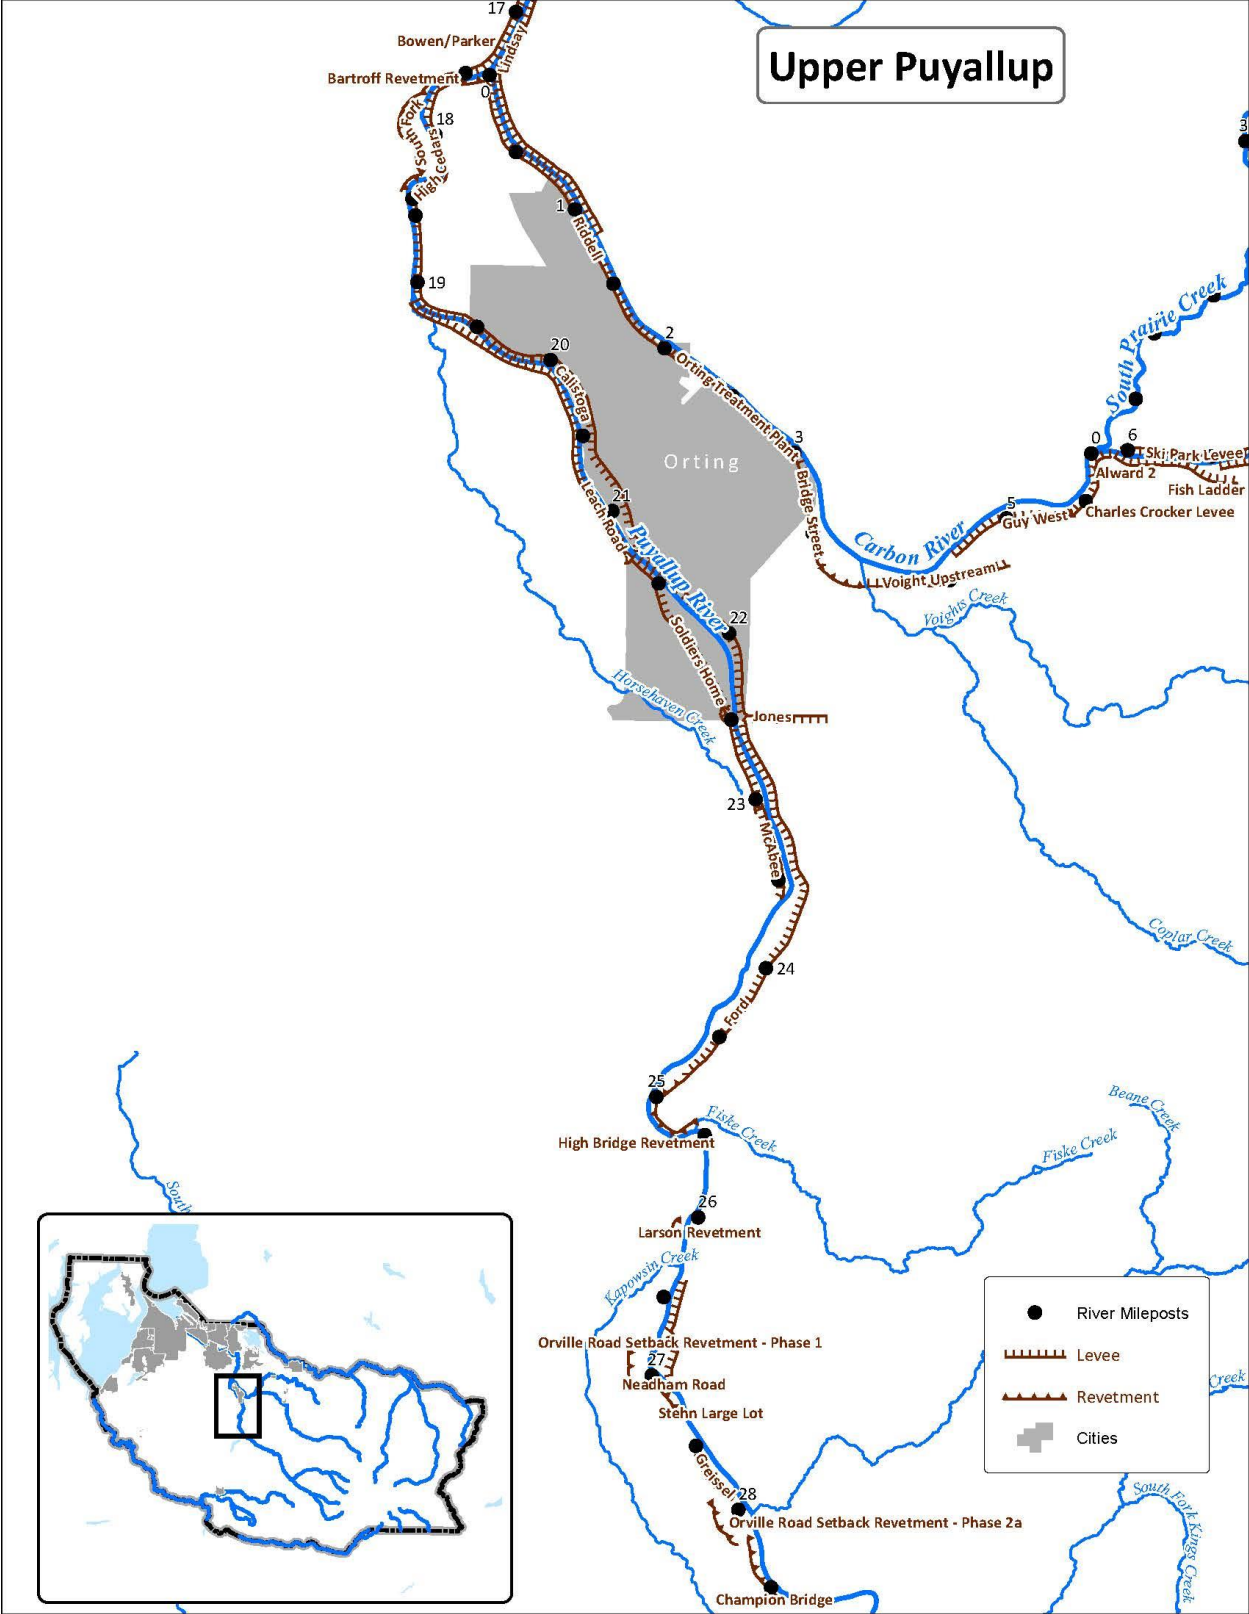 17
Bowen/Parker
Lindsay
Upper Puyallup
Bartroff Revetment
0
South Fork
18
3
High Cedars
1
Riddell
19
South Prairie Creek
2
20
Orting Treatment Plant
Calistoga
3
0
6
Ski Park Levee
Orting
Alward 2
Fish Ladder
Bridge Street
21
Leach Road
5
Guy West
Charles Crocker Levee
Carbon River
Puyallup River
Voight Upstream
Voights Creek
22
Soldiers Home
Horsehaven Creek
Jones
23
McAbee
Coplar Creek
24
Ford
25
Beane Creek
Fiske Creek
High Bridge Revetment
Fiske Creek
South
26
Larson Revetment
Kapowsin Creek
River Mileposts
Orville Road Setback Revetment - Phase 1
Levee
27
Neadham Road
Creek
Revetment
Stehn Large Lot
Cities
Greissel
28
South Fork Kings Creek
Orville Road Setback Revetment - Phase 2a
Champion Bridge